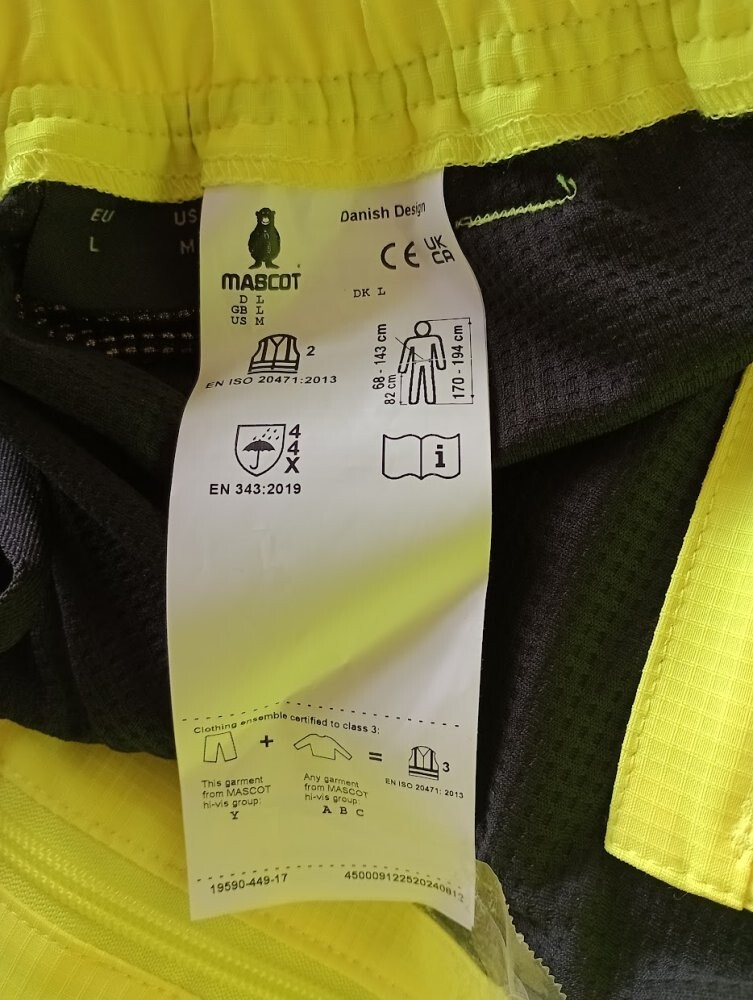 EU US
L M
Danish Design
CE UK CA
MASCOT
D L
GB L
US M
DK L
2
EN ISO 20471:2013
68 - 143 cm
82 cm
170 - 194 cm
4
4
X
EN 343:2019
i
Clothing ensemble certified to class 3:
+ =
3
EN ISO 20471: 2013
This garment
from MASCOT
hi-vis group:
Y
Any garment
from MASCOT
hi-vis group:
A B C
19590-449-17